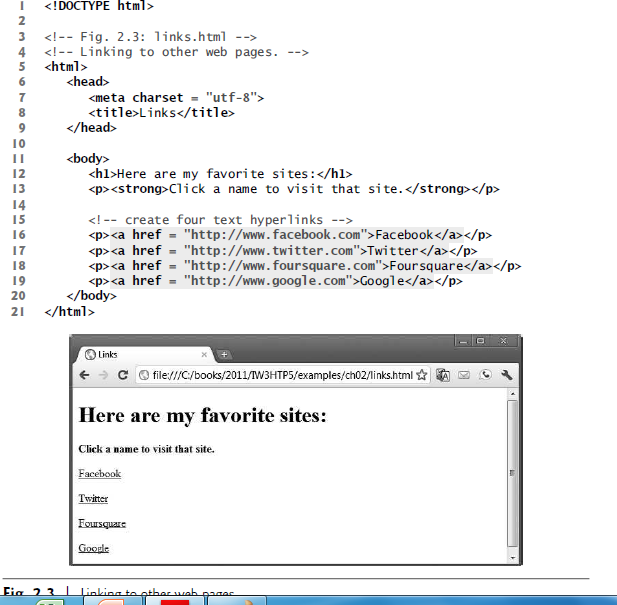 1 <!DOCTYPE html>
2
3 <!-- Fig. 2.3: links.html -->
4 <!-- Linking to other web pages. -->
5 <html>
6 <head>
7 <meta charset = "utf-8">
8 <title>Links</title>
9 </head>
10
11 <body>
12 <h1>Here are my favorite sites:</h1>
13 <p><strong>Click a name to visit that site.</strong></p>
14
15 <!-- create four text hyperlinks -->
16 <p><a href = "http://www.facebook.com">Facebook</a></p>
17 <p><a href = "http://www.twitter.com">Twitter</a></p>
18 <p><a href = "http://www.foursquare.com">Foursquare</a></p>
19 <p><a href = "http://www.google.com">Google</a></p>
20 </body>
21 </html>
Links
file:///C:/books/2011/IW3HTP5/examples/ch02/links.html
Here are my favorite sites:
Click a name to visit that site.
Facebook
Twitter
Foursquare
Google
Fig. 2.3 | Linking to other web pages